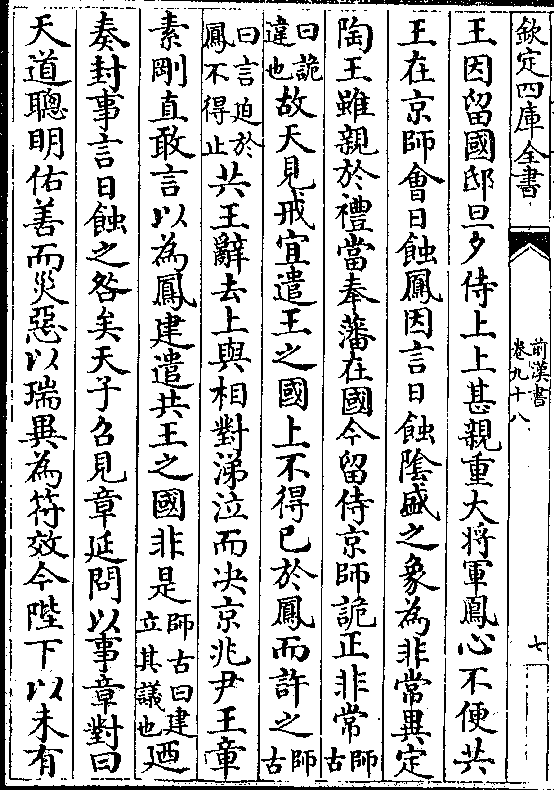 欽定四庫全書
前漢書
卷九十八
七
王因留國邸旦夕侍上上甚親重大将軍鳳心不便共
王在京師會日蝕鳳因言日蝕隂盛之象為非常異定
陶王雖親於禮當奉藩在國今留侍京師詭正非常師古
曰詭違也故天見戒宜遣王之國上不得已於鳳而許之師古
曰言迫於鳳不得止共王辭去上與相對涕泣而决京兆尹王章
素剛直敢言以為鳳建遣共王之國非是師古曰建立其議也廼
奏封事言日蝕之咎矣天子召見章延問以事章對曰
天道聰明佑善而災惡以瑞異為符效今陛下以未有